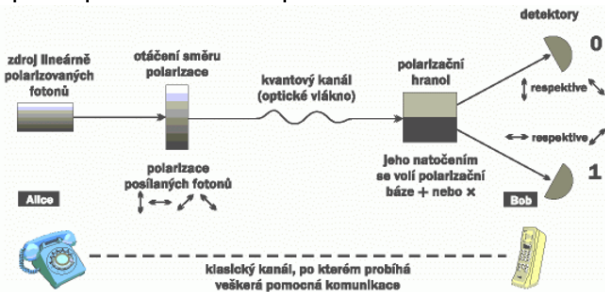 detektory
0
zdroj lineárně
polarizovaných
fotonů
otáčení směru
polarizace
kvantový kanál
(optické vlákno)
polarizační
hranol
respektive
respektive
1
polarizace
posílaných fotonů
jeho natočením
se volí polarizační
báze + nebo ×
Alice
Bob
klasický kanál, po kterém probíhá
veškerá pomocná komunikace